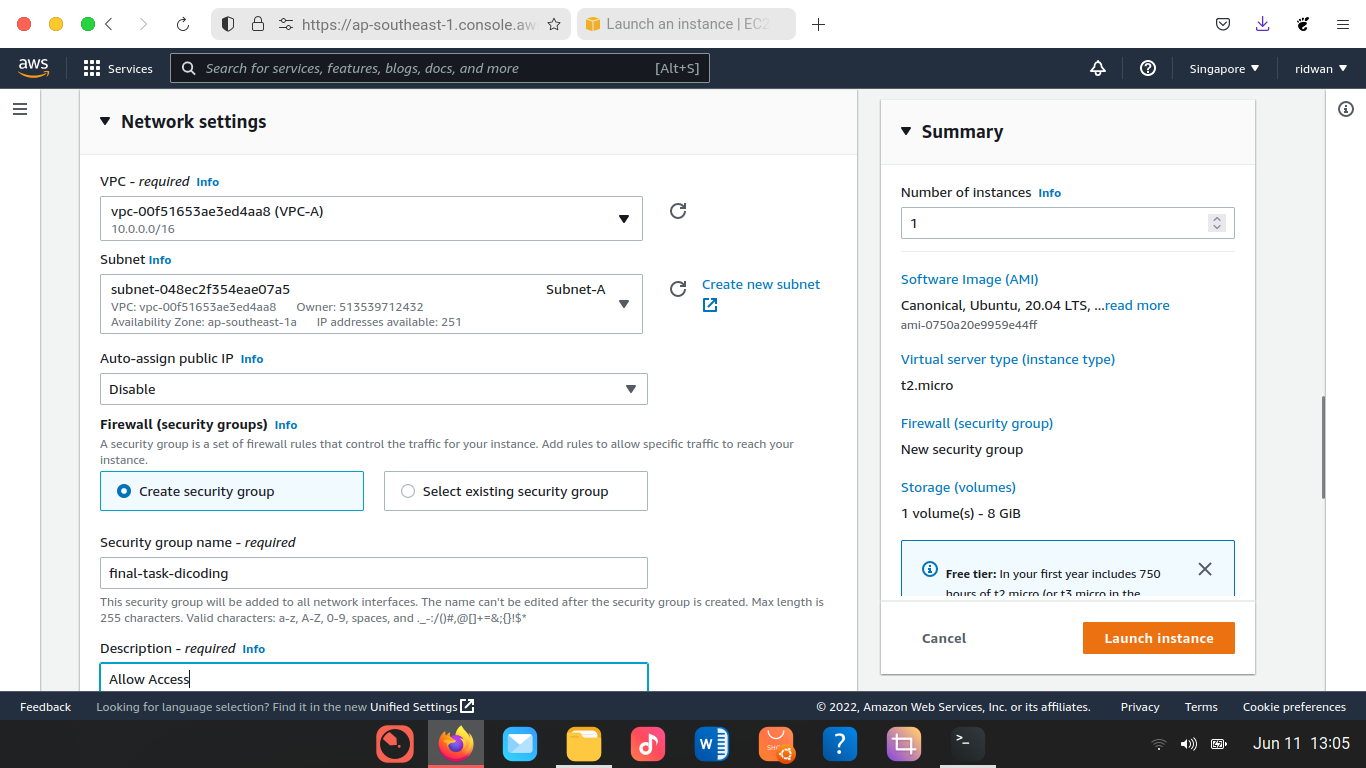 https://ap-southeast-1.console.aw
Launch an instance | EC2
aws
Services
Search for services, features, blogs, docs, and more
[Alt+S]
Singapore
ridwan
Network settings
VPC - required Info
vpc-00f51653ae3ed4aa8 (VPC-A)
10.0.0.0/16
Subnet Info
subnet-048ec2f354eae07a5 Subnet-A
VPC: vpc-00f51653ae3ed4aa8 Owner: 513539712432
Availability Zone: ap-southeast-1a IP addresses available: 251
Create new subnet
Auto-assign public IP Info
Disable
Firewall (security groups) Info
A security group is a set of firewall rules that control the traffic for your instance. Add rules to allow specific traffic to reach your
instance.
Create security group
Select existing security group
Security group name - required
final-task-dicoding
This security group will be added to all network interfaces. The name can't be edited after the security group is created. Max length is
255 characters. Valid characters: a-z, A-Z, 0-9, spaces, and ._-:/()#,@[]+=&;{}!$*
Description - required Info
Allow Access
Summary
Number of instances Info
1
Software Image (AMI)
Canonical, Ubuntu, 20.04 LTS, ...read more
ami-0750a20e9959e44ff
Virtual server type (instance type)
t2.micro
Firewall (security group)
New security group
Storage (volumes)
1 volume(s) - 8 GiB
Free tier: In your first year includes 750
hours of t2.micro (or t3.micro in the
Cancel
Launch instance
Feedback
Looking for language selection? Find it in the new Unified Settings
© 2022, Amazon Web Services, Inc. or its affiliates.
Privacy
Terms
Cookie preferences
W
?
>_
Jun 11 13:05